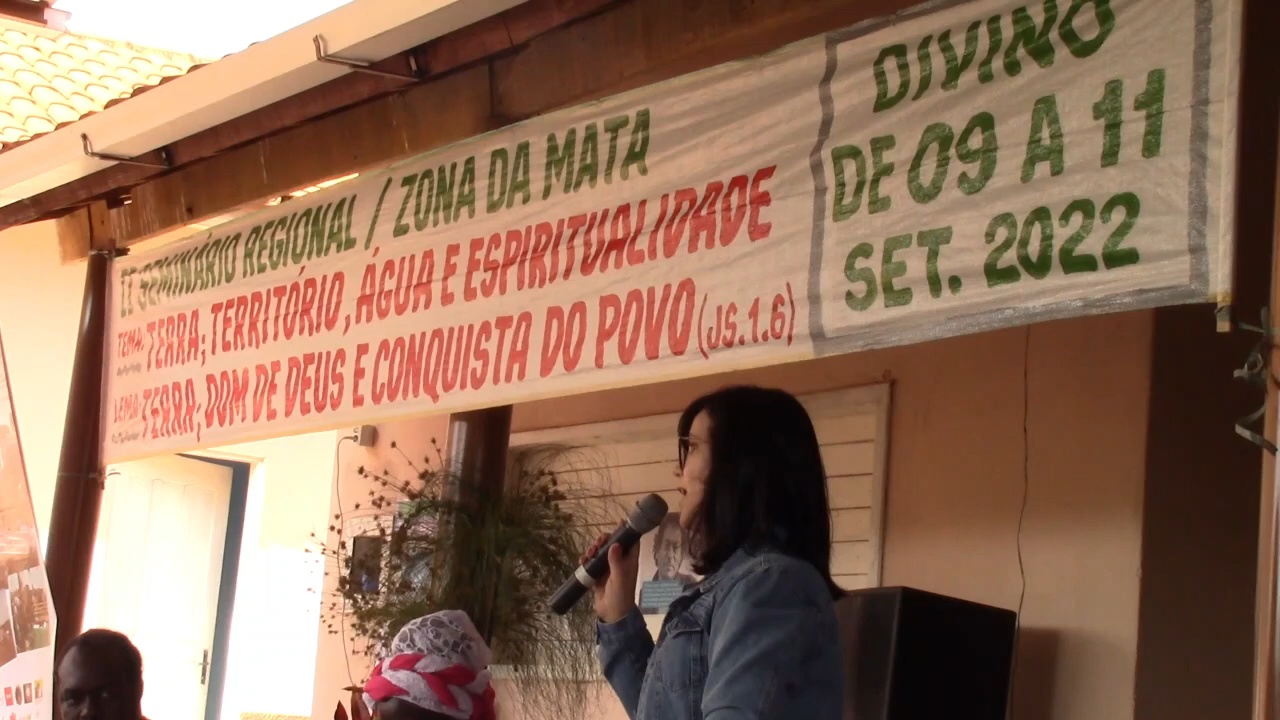 II SEMINÁRIO REGIONAL / ZONA DA MATA
TEMA: TERRA; TERRITÓRIO, ÁGUA E ESPIRITUALIDADE
LEMA: TERRA; DOM DE DEUS E CONQUISTA DO POVO (JS. 1.6)
DIVINO
DE 09 A 11
SET. 2022